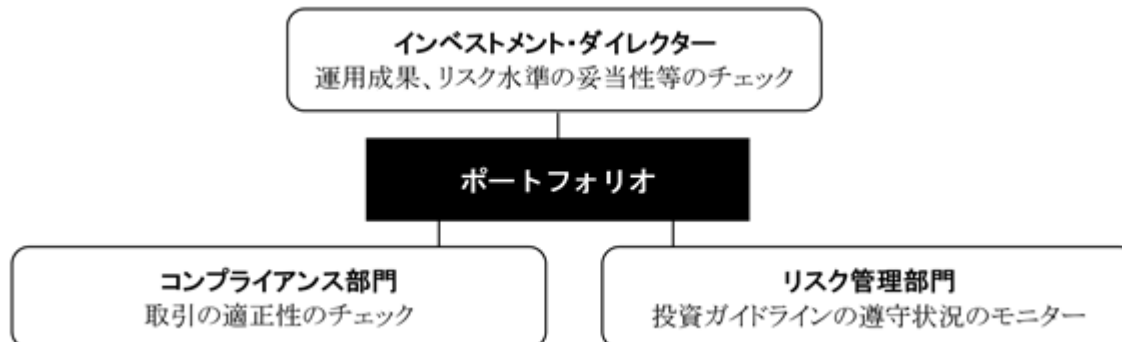 インベストメント・ダイレクター
運用成果、リスク水準の妥当性等のチェック
ポートフォリオ
コンプライアンス部門
取引の適正性のチェック
リスク管理部門
投資ガイドラインの遵守状況のモニター